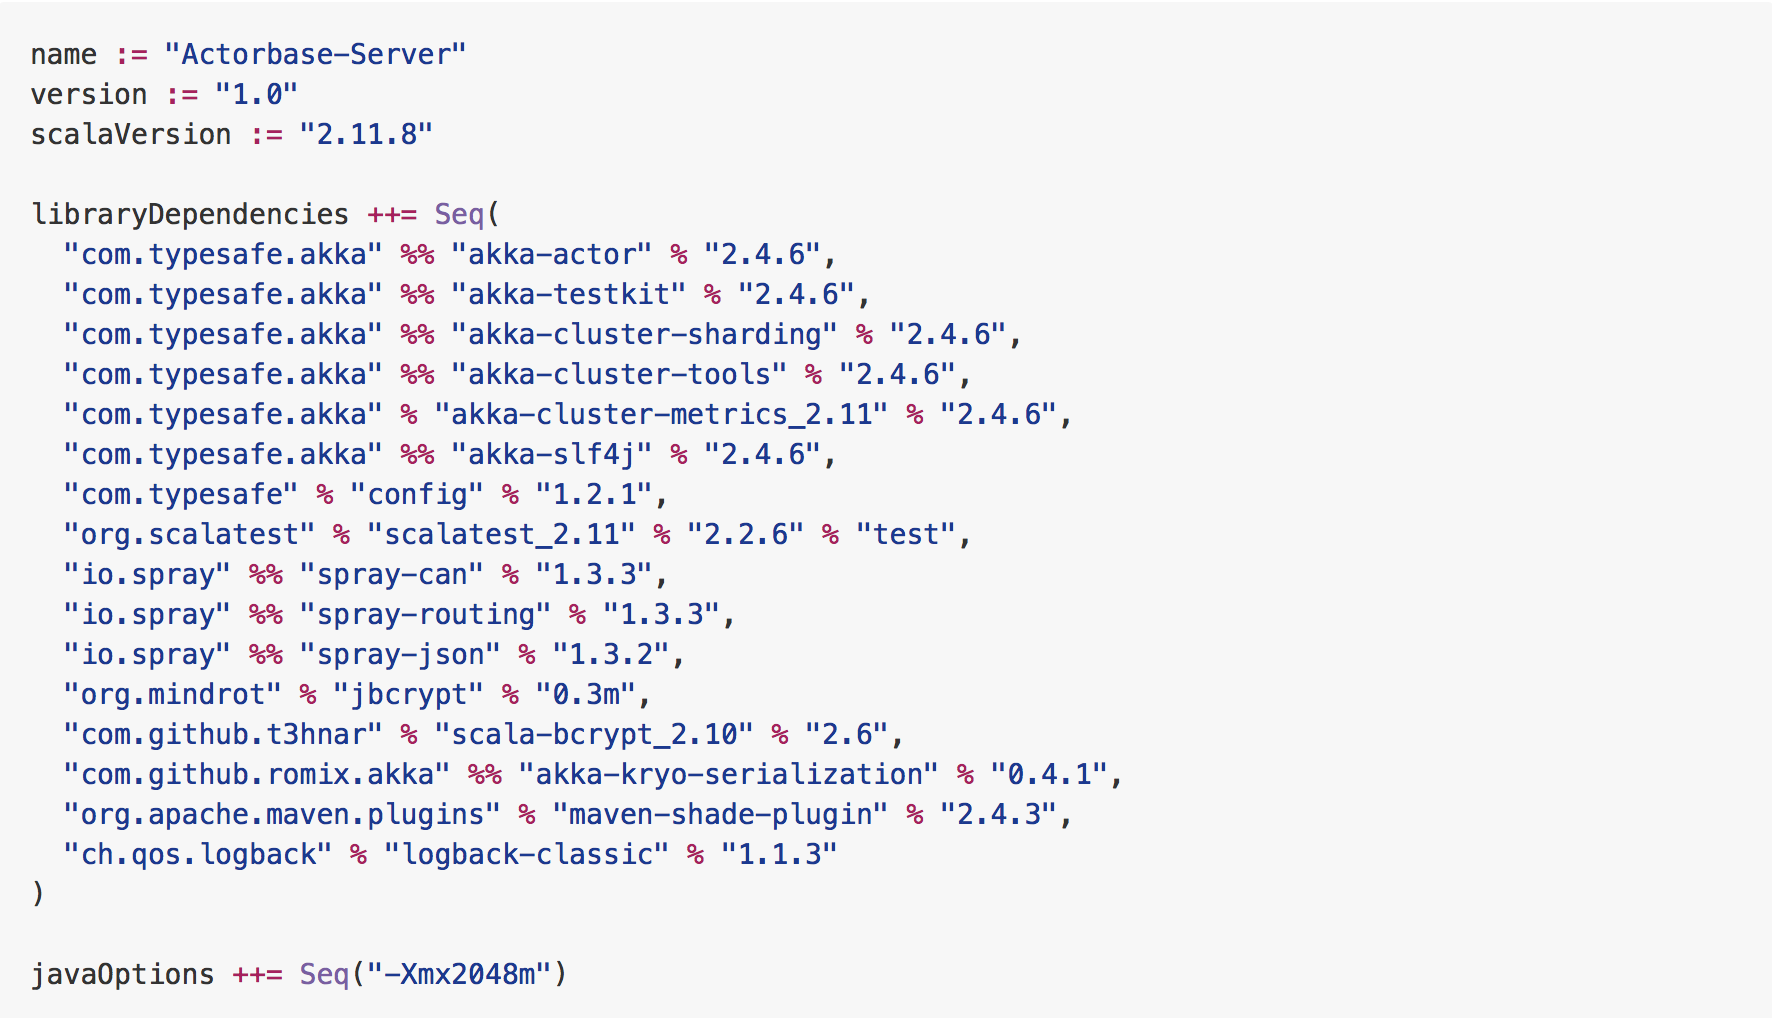 name := "Actorbase-Server"
version := "1.0"
scalaVersion := "2.11.8"
libraryDependencies ++= Seq(
"com.typesafe.akka" %% "akka-actor" % "2.4.6",
"com.typesafe.akka" %% "akka-testkit" % "2.4.6",
"com.typesafe.akka" %% "akka-cluster-sharding" % "2.4.6",
"com.typesafe.akka" %% "akka-cluster-tools" % "2.4.6",
"com.typesafe.akka" % "akka-cluster-metrics_2.11" % "2.4.6",
"com.typesafe.akka" %% "akka-slf4j" % "2.4.6",
"com.typesafe" % "config" % "1.2.1",
"org.scalatest" % "scalatest_2.11" % "2.2.6" % "test",
"io.spray" %% "spray-can" % "1.3.3",
"io.spray" %% "spray-routing" % "1.3.3",
"io.spray" %% "spray-json" % "1.3.2",
"org.mindrot" % "jbcrypt" % "0.3m",
"com.github.t3hnar" % "scala-bcrypt_2.10" % "2.6",
"com.github.romix.akka" %% "akka-kryo-serialization" % "0.4.1",
"org.apache.maven.plugins" % "maven-shade-plugin" % "2.4.3",
"ch.qos.logback" % "logback-classic" % "1.1.3"
)
javaOptions ++= Seq("-Xmx2048m")